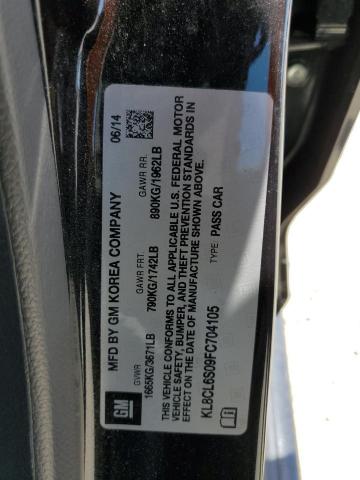 MFD BY GM KOREA COMPANY 06/14
GVWR GAWR FRT. GAWR RR.
1665KG/3671LB 790KG/1742LB 890KG/1962LB
THIS VEHICLE CONFORMS TO ALL APPLICABLE U.S. FEDERAL MOTOR
VEHICLE SAFETY, BUMPER, AND THEFT PREVENTION STANDARDS IN
EFFECT ON THE DATE OF MANUFACTURE SHOWN ABOVE.
KL8CL6S09FC704105 TYPE: PASS CAR
GM